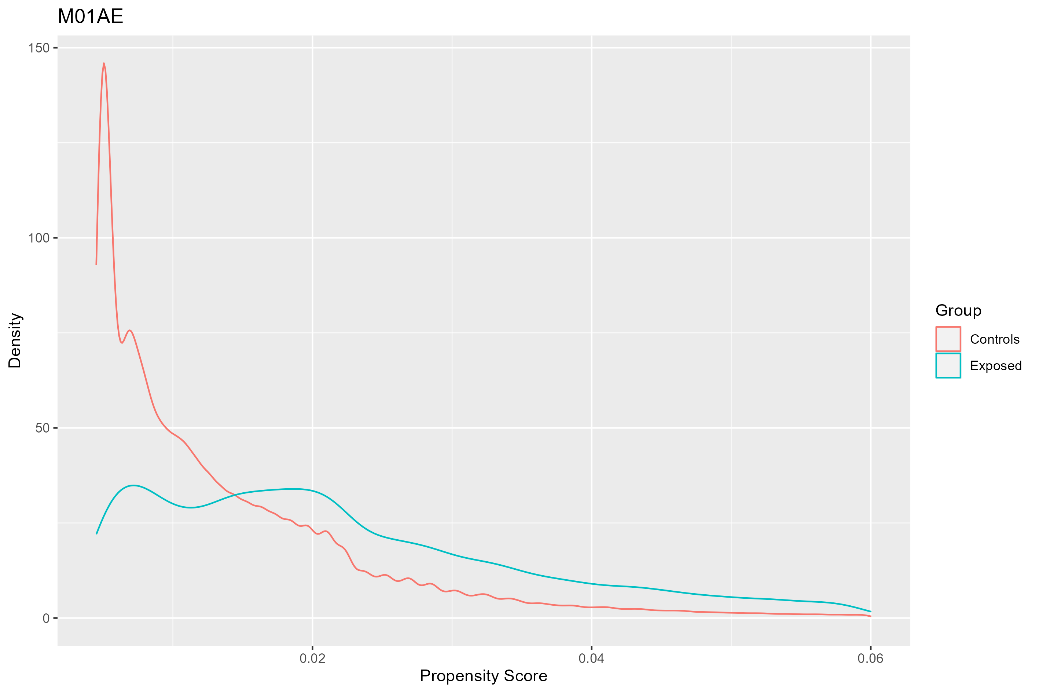 M01AE
150
100
50
0
Density
0.02
0.04
0.06
Propensity Score
Group
Controls
Exposed